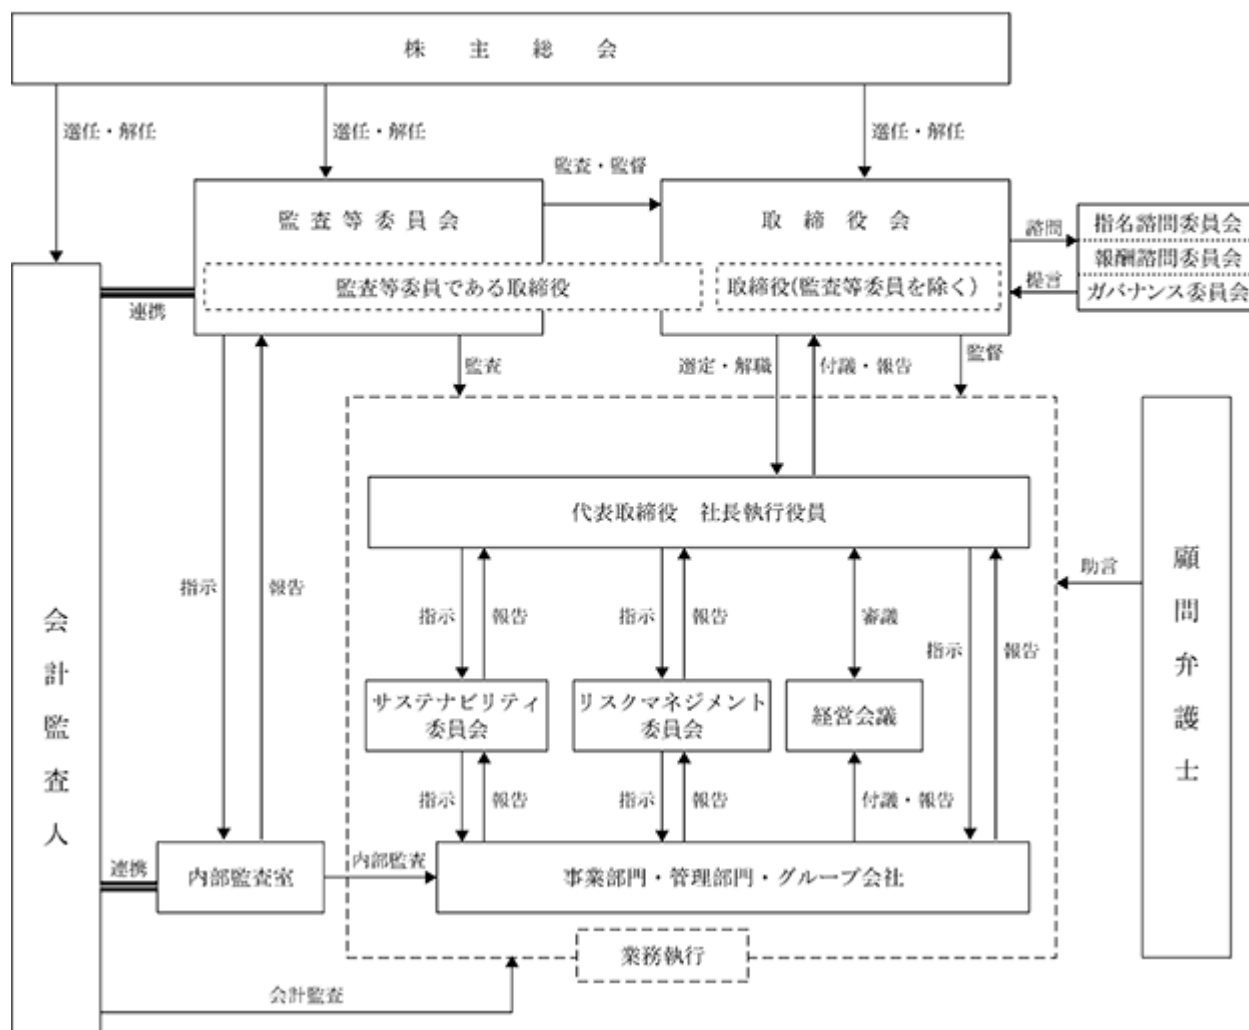 株主総会
選任・解任
選任・解任
選任・解任
監査・監督
監査等委員会
取締役会
諮問
指名諮問委員会
報酬諮問委員会
ガバナンス委員会
提言
監査等委員である取締役
取締役(監査等委員を除く)
連携
監査
選定・解職
付議・報告
監督
代表取締役 社長執行役員
指示
報告
指示
報告
指示
報告
審議
指示
報告
助言
顧問弁護士
会計監査人
サステナビリティ
委員会
リスクマネジメント
委員会
経営会議
指示
報告
指示
報告
付議・報告
連携
内部監査室
内部監査
事業部門・管理部門・グループ会社
業務執行
会計監査